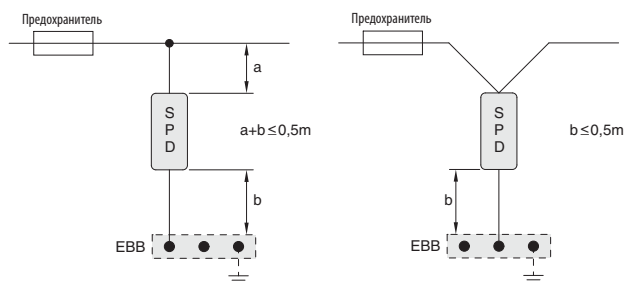 Предохранитель
a
S
P
D
a+b≤0,5m
b
EBB
Предохранитель
S
P
D
b≤0,5m
b
EBB